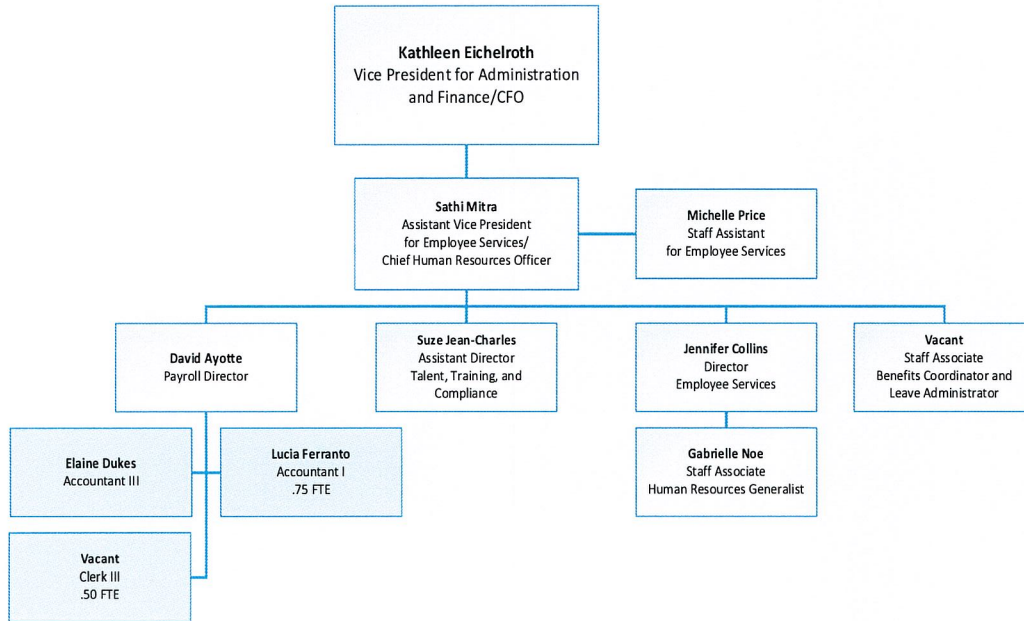 Kathleen Eichelroth
Vice President for Administration
and Finance/CFO
Sathi Mitra
Assistant Vice President
for Employee Services/
Chief Human Resources Officer
Michelle Price
Staff Assistant
for Employee Services
David Ayotte
Payroll Director
Suze Jean-Charles
Assistant Director
Talent, Training, and
Compliance
Jennifer Collins
Director
Employee Services
Vacant
Staff Associate
Benefits Coordinator and
Leave Administrator
Elaine Dukes
Accountant III
Lucia Ferranto
Accountant I
.75 FTE
Gabrielle Noe
Staff Associate
Human Resources Generalist
Vacant
Clerk III
.50 FTE